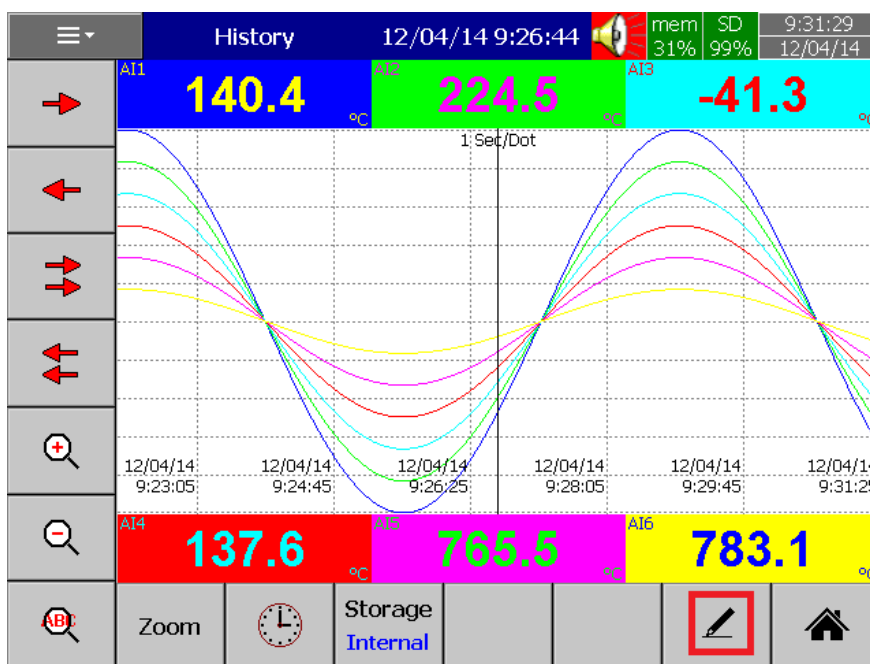 History 12/04/14 9:26:44 mem 31% SD 99% 9:31:29 12/04/14
AI1 140.4 °C AI2 224.5 °C AI3 -41.3
1 Sec/Dot
12/04/14 12/04/14 12/04/14 12/04/14 12/04/14
9:23:05 9:24:45 9:26:25 9:28:05 9:29:45
AI4 137.6 °C AI5 765.5 °C AI6 783.1
ABC Zoom Storage
Internal